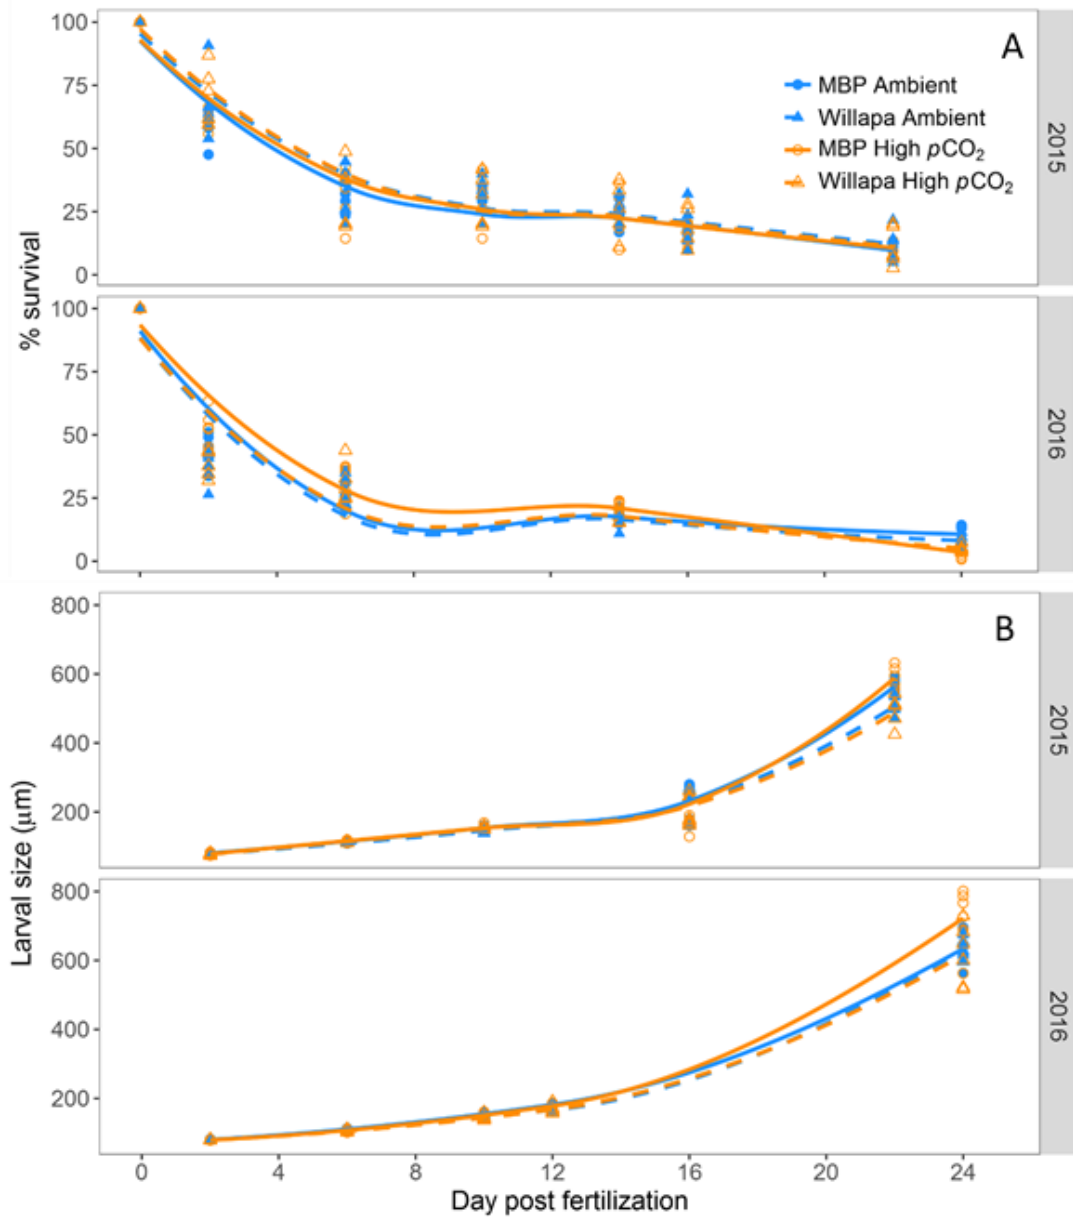 A
100
75
50
25
0
MBP Ambient
Willapa Ambient
MBP High pCO2
Willapa High pCO2
2015
% survival
100
75
50
25
0
2016
B
800
600
400
200
2015
Larval size (μm)
800
600
400
200
2016
0 4 8 12 16 20 24
Day post fertilization